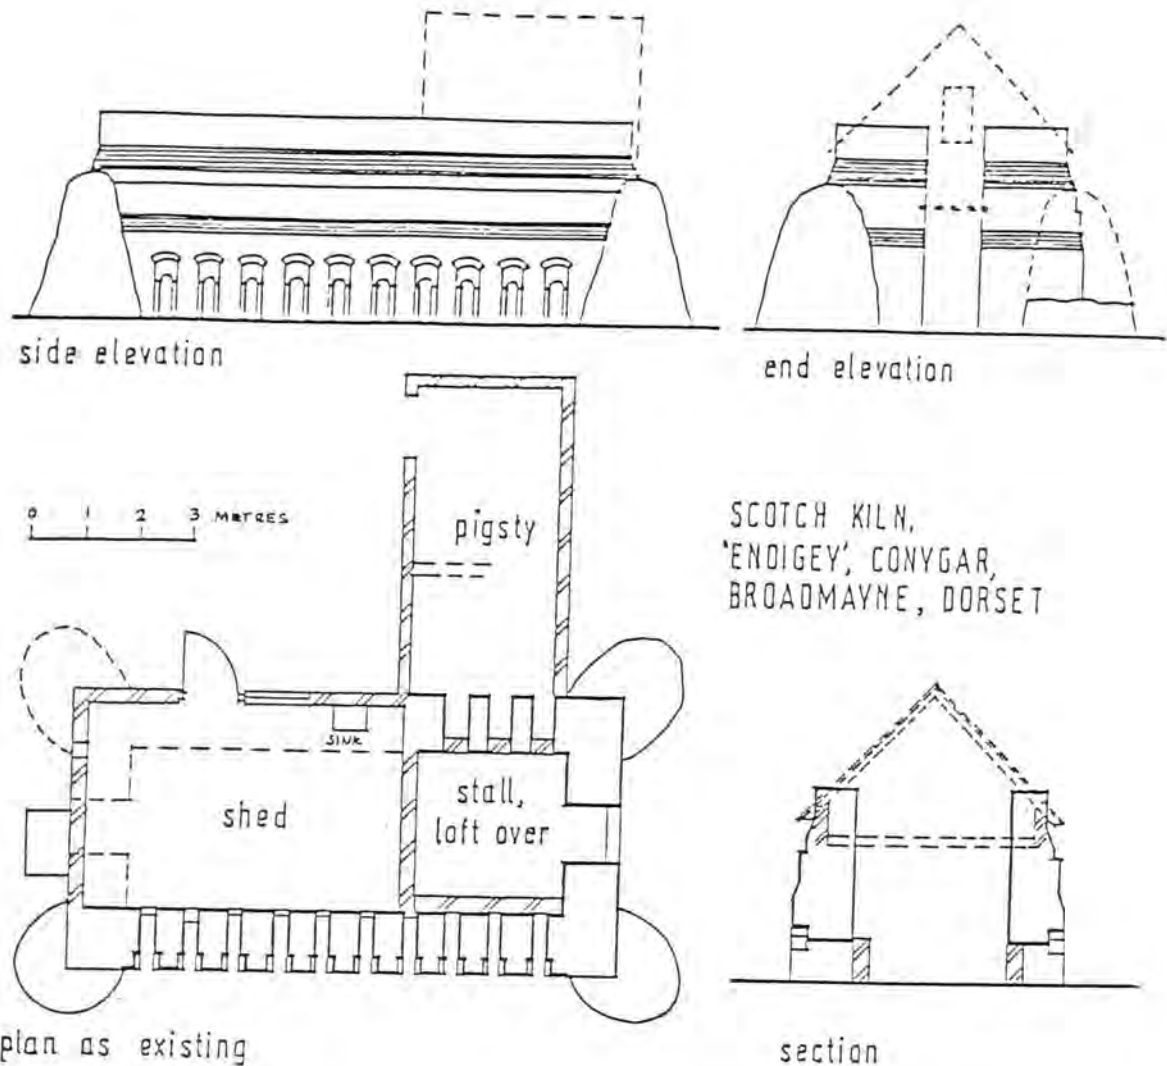 side elevation
end elevation
0 1 2 3 METRES
pigsty
SCOTCH KILN,
'ENDIGEY', CONYGAR,
BROADMAYNE, DORSET
SINK
shed
stall,
loft over
plan as existing
section